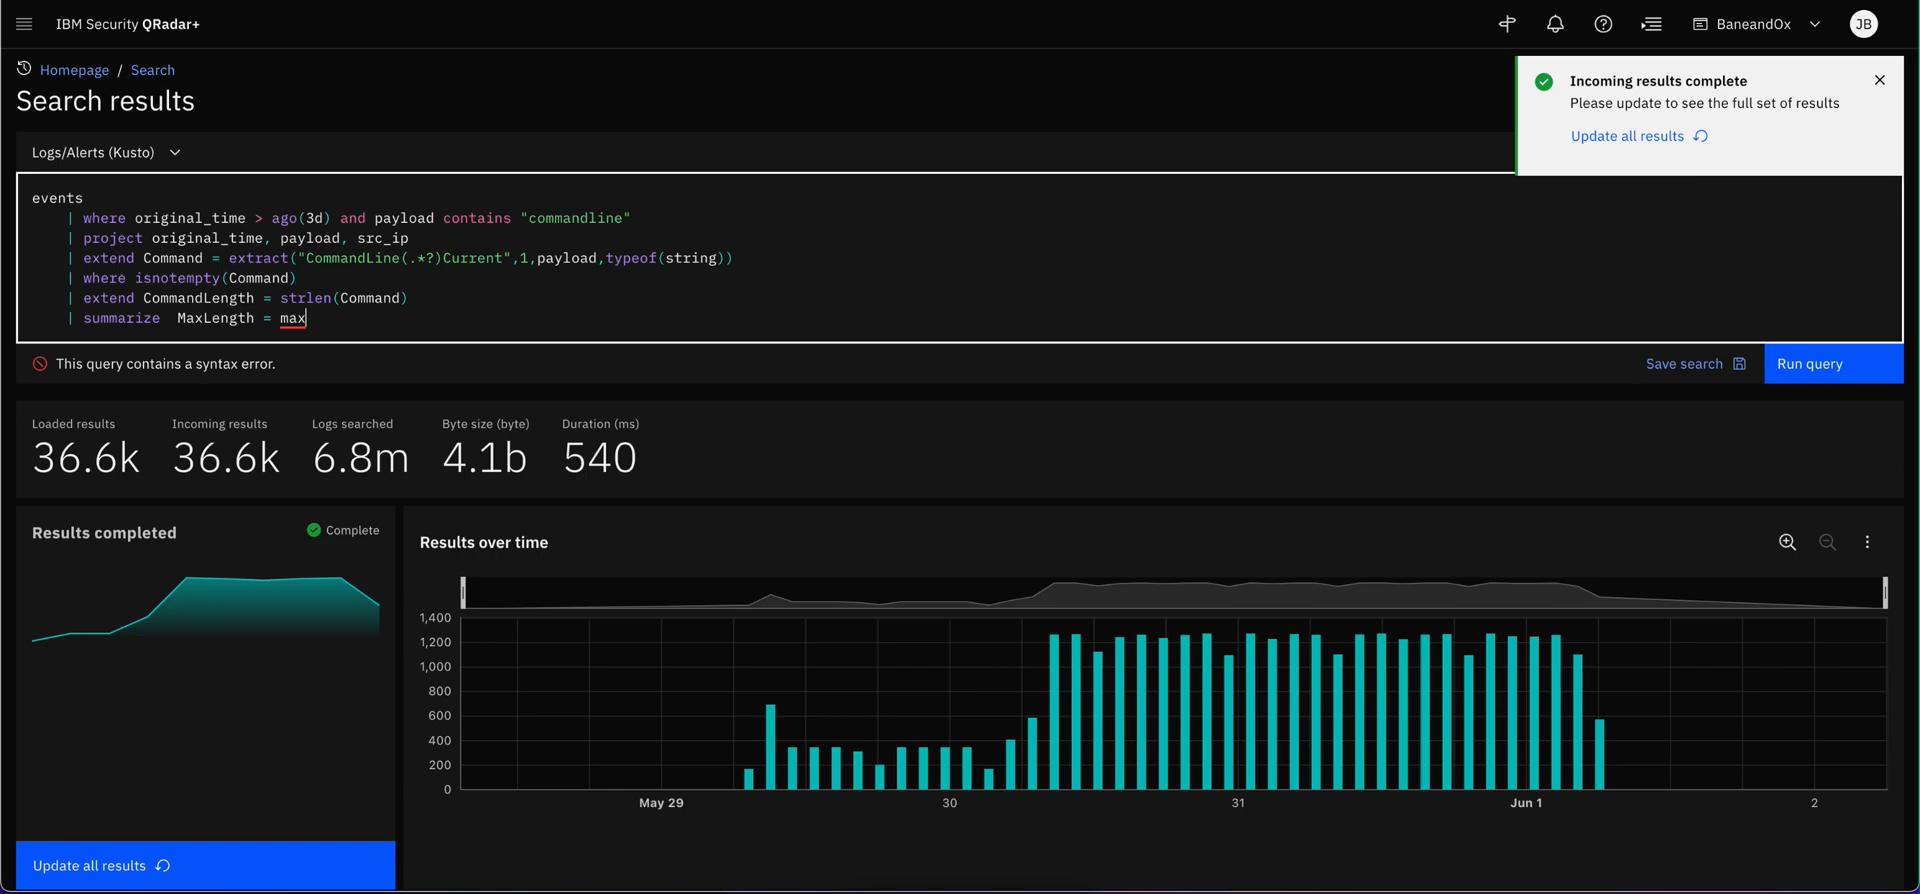 IBM Security QRadar+
BaneandOx
JB
Homepage / Search
Search results
Incoming results complete
Please update to see the full set of results
Update all results
Logs/Alerts (Kusto)
events
| where original_time > ago(3d) and payload contains "commandline"
| project original_time, payload, src_ip
| extend Command = extract("CommandLine(.*?)Current",1,payload,typeof(string))
| where isnotempty(Command)
| extend CommandLength = strlen(Command)
| summarize  MaxLength = max
This query contains a syntax error.
Save search
Run query
Loaded results
36.6k
Incoming results
36.6k
Logs searched
6.8m
Byte size (byte)
4.1b
Duration (ms)
540
Results completed
Complete
Update all results
Results over time
1,400
1,200
1,000
800
600
400
200
0
May 29
30
31
Jun 1
2